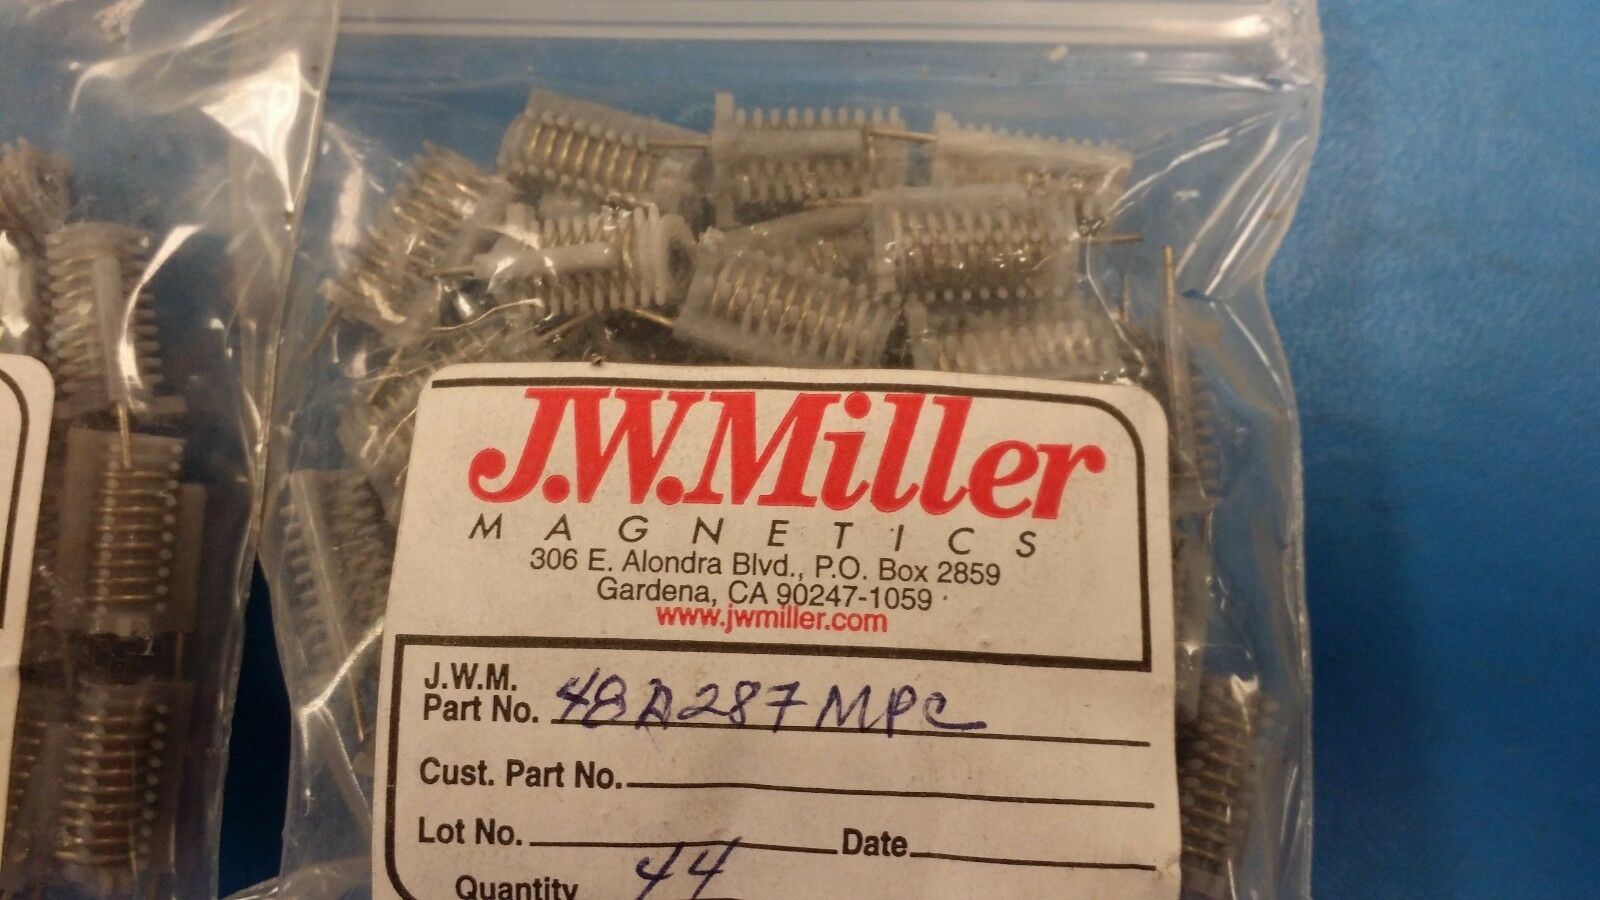 J.W.Miller
MAGNETICS
306 E. Alondra Blvd., P.O. Box 2859
Gardena, CA 90247-1059
www.jwmiller.com
J.W.M.
Part No. 48A287MPC
Cust. Part No.
Lot No. Date
Quantity 44